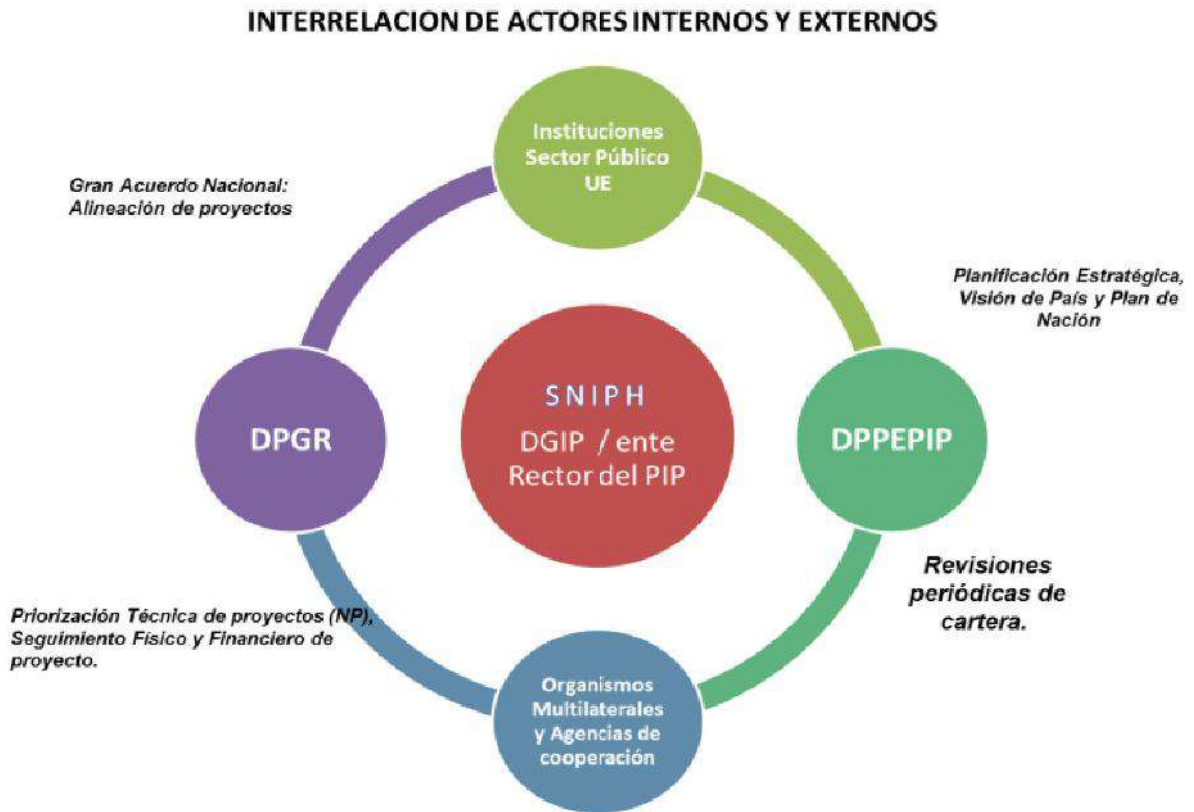 INTERRELACION DE ACTORES INTERNOS Y EXTERNOS
Instituciones
Sector Público
UE
Gran Acuerdo Nacional:
Alineación de proyectos
Planificación Estratégica,
Visión de País y Plan de
Nación
SNIPH
DGIP / ente
Rector del PIP
DPGR
DPPEPIP
Revisiones
periódicas de
cartera.
Priorización Técnica de proyectos (NP),
Seguimiento Físico y Financiero de
proyecto.
Organismos
Multilaterales
y Agencias de
cooperación